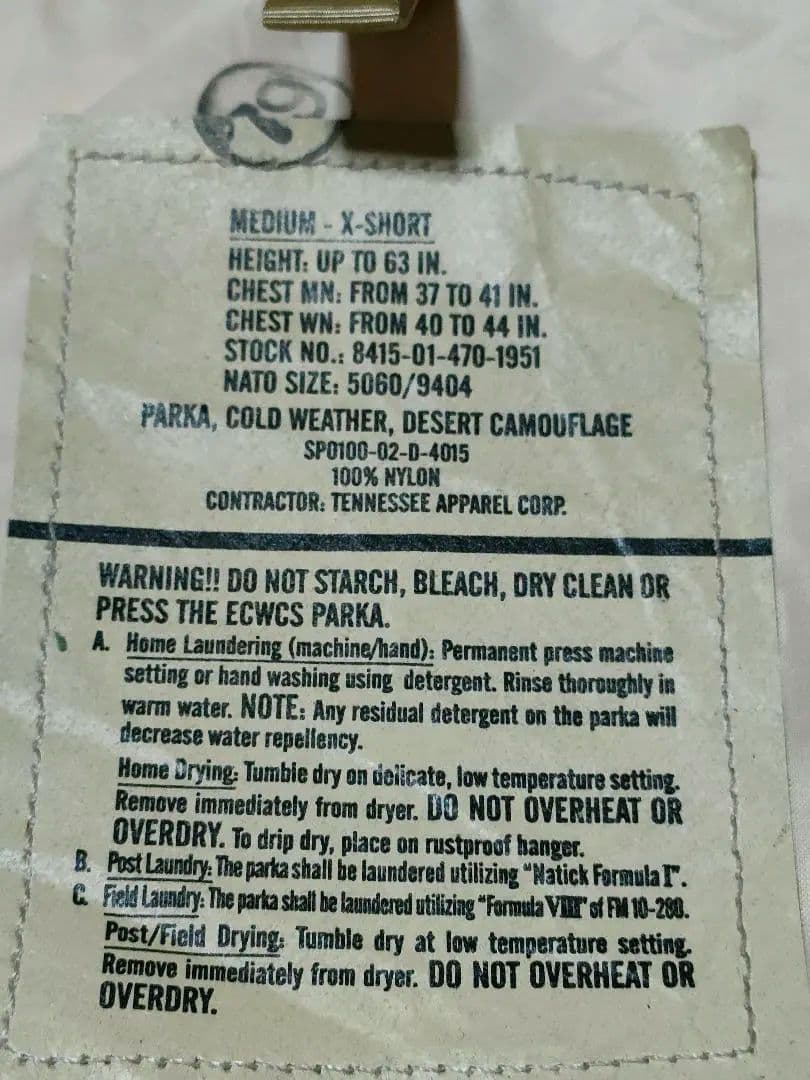 79
MEDIUM - X-SHORT
HEIGHT: UP TO 63 IN.
CHEST MN: FROM 37 TO 41 IN.
CHEST WN: FROM 40 TO 44 IN.
STOCK NO.: 8415-01-470-1951
NATO SIZE: 5060/9404
PARKA, COLD WEATHER, DESERT CAMOUFLAGE
SP0100-02-D-4015
100% NYLON
CONTRACTOR: TENNESSEE APPAREL CORP.
WARNING!! DO NOT STARCH, BLEACH, DRY CLEAN OR
PRESS THE ECWCS PARKA.
A. Home Laundering (machine/hand): Permanent press machine
setting or hand washing using detergent. Rinse thoroughly in
warm water. NOTE: Any residual detergent on the parka will
decrease water repellency.
Home Drying: Tumble dry on delicate, low temperature setting.
Remove immediately from dryer. DO NOT OVERHEAT OR
OVERDRY. To drip dry, place on rustproof hanger.
B. Post Laundry: The parka shall be laundered utilizing "Natick Formula I".
C. Field Laundry: The parka shall be laundered utilizing "Formula VIII" of FM 10-280.
Post/Field Drying: Tumble dry at low temperature setting.
Remove immediately from dryer. DO NOT OVERHEAT OR
OVERDRY.